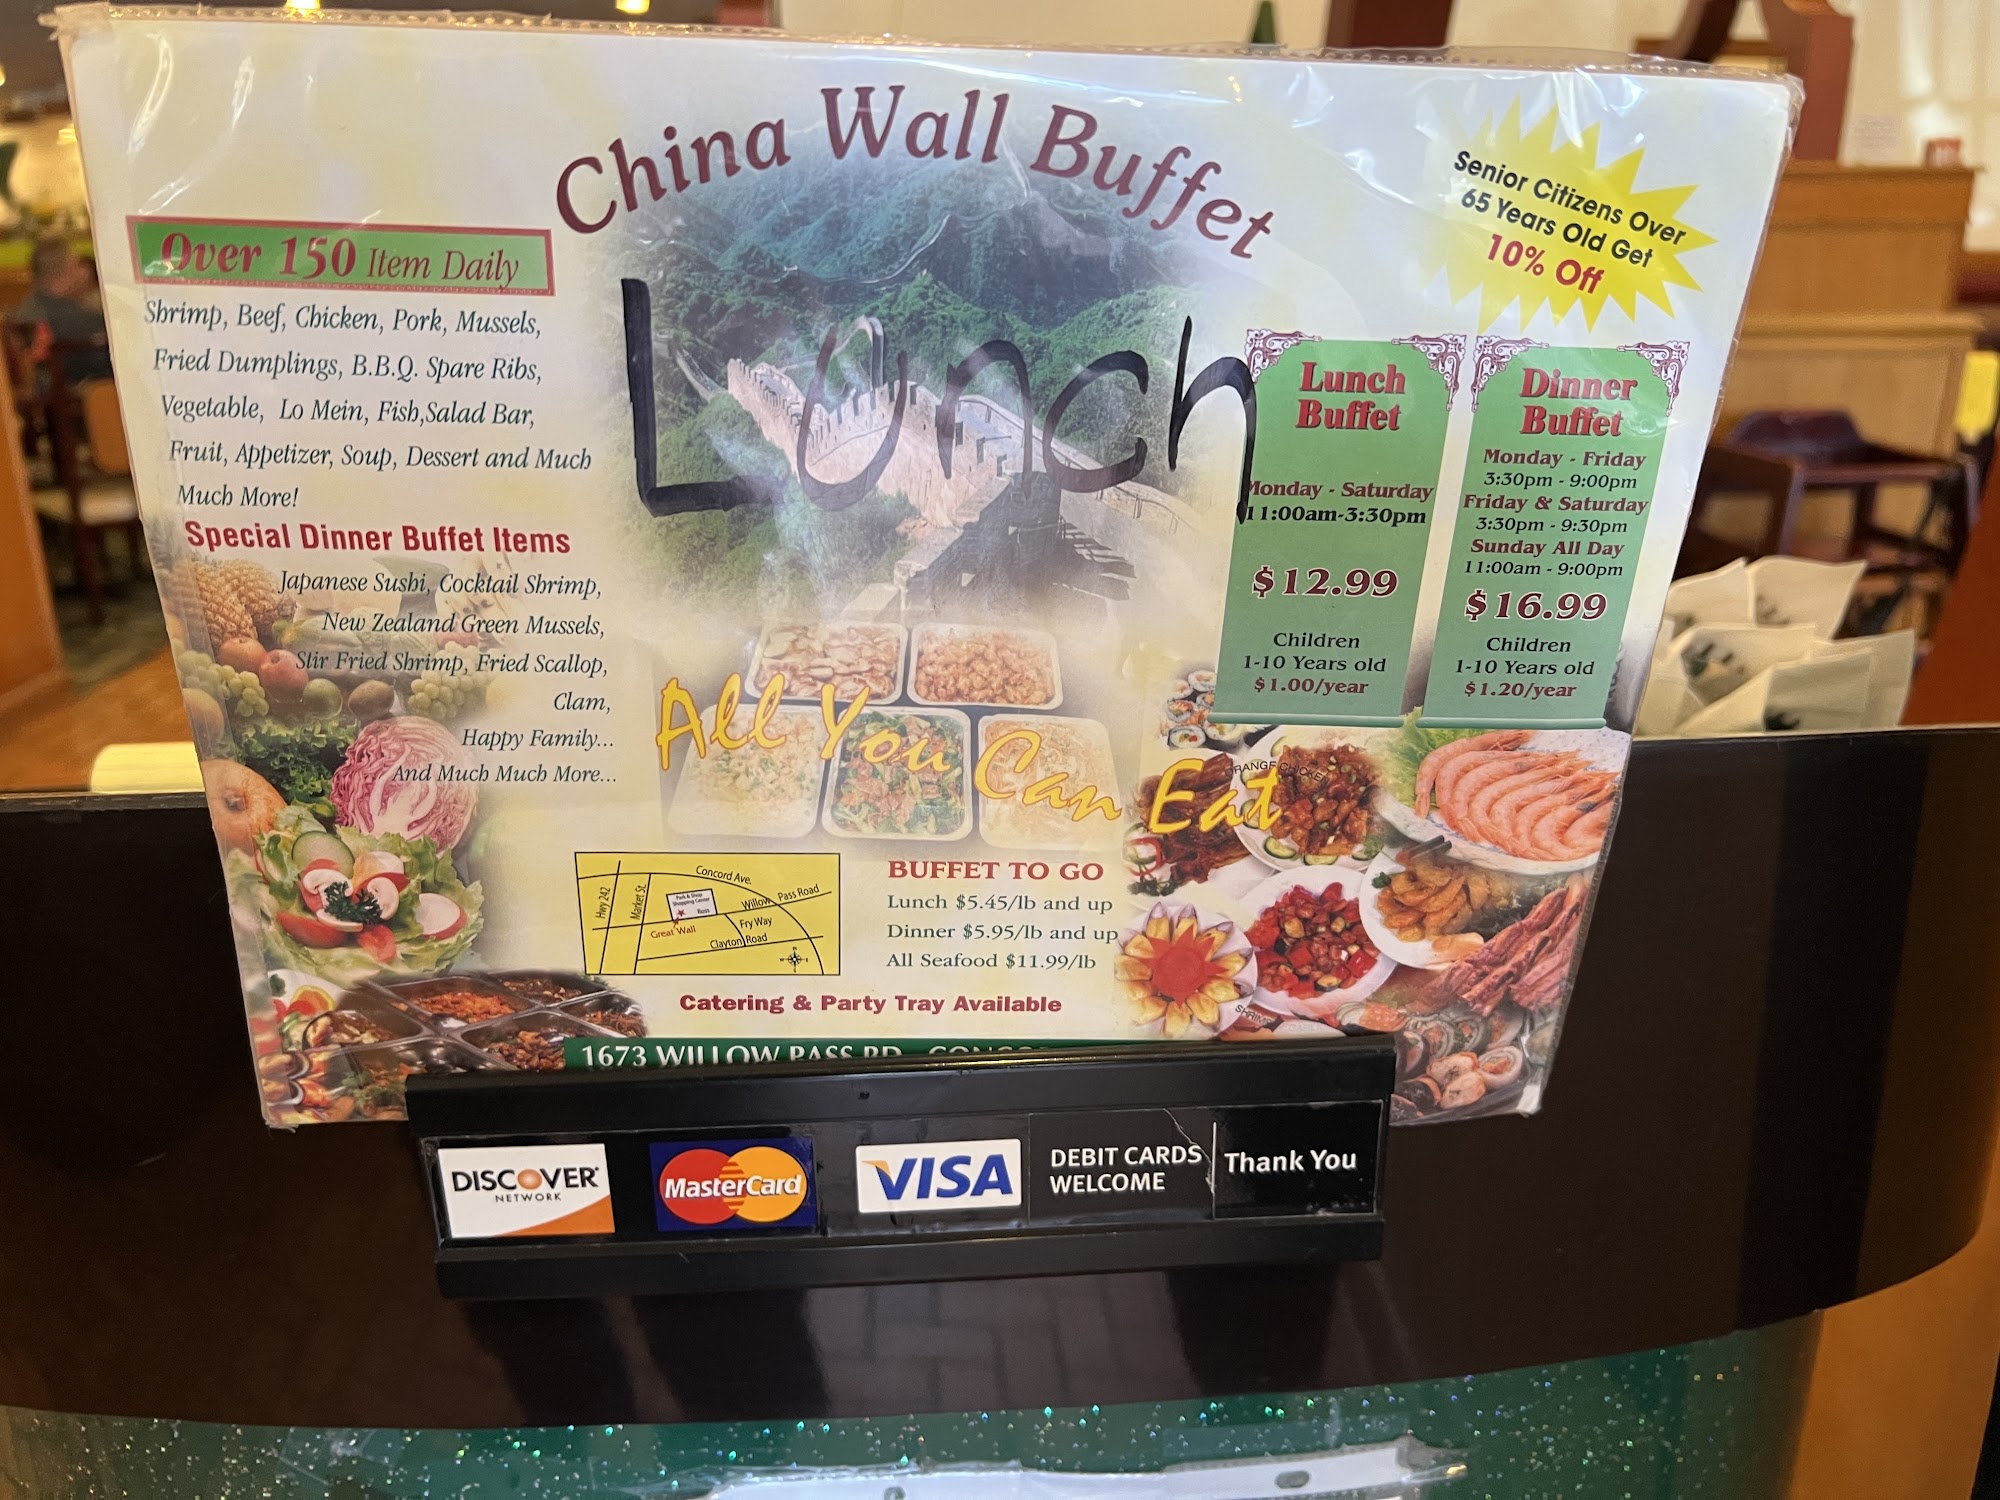 China Wall Buffet
Senior Citizens Over
65 Years Old Get
10% Off
Over 150 Item Daily
Shrimp, Beef, Chicken, Pork, Mussels,
Fried Dumplings, B.B.Q. Spare Ribs,
Vegetable, Lo Mein, Fish,Salad Bar,
Fruit, Appetizer, Soup, Dessert and Much
Much More!
Special Dinner Buffet Items
Japanese Sushi, Cocktail Shrimp,
New Zealand Green Mussels,
Stir Fried Shrimp, Fried Scallop,
Clam,
Happy Family...
And Much Much More...
Lunch
Lunch
Buffet
Monday - Saturday
11:00am-3:30pm
$12.99
Children
1-10 Years old
$1.00/year
Dinner
Buffet
Monday - Friday
3:30pm - 9:00pm
Friday & Saturday
3:30pm - 9:30pm
Sunday All Day
11:00am - 9:00pm
$16.99
Children
1-10 Years old
$1.20/year
All You Can Eat
ORANGE CHICKEN
Concord Ave.
Hwy 242
Market St.
Park & Shop
Shopping Center
Ross
Willow Pass Road
Great Wall
Fry Way
Clayton Road
BUFFET TO GO
Lunch $5.45/lb and up
Dinner $5.95/lb and up
All Seafood $11.99/lb
Catering & Party Tray Available
SHRIMP
1673 WILLOW PASS RD
DISCOVER
NETWORK
MasterCard
VISA
DEBIT CARDS
WELCOME
Thank You